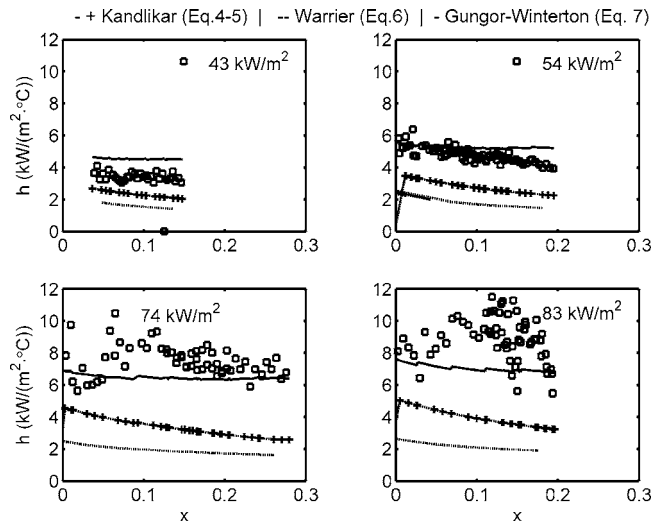 - + Kandlikar (Eq.4-5) | -- Warrier (Eq.6) | - Gungor-Winterton (Eq. 7)
12
10
8
6
4
2
0
h (kW/(m²·°C))
43 kW/m²
0 0.1 0.2 0.3
12
10
8
6
4
2
0
54 kW/m²
0 0.1 0.2 0.3
12
10
8
6
4
2
0
h (kW/(m²·°C))
74 kW/m²
0 0.1 0.2 0.3
x
12
10
8
6
4
2
0
83 kW/m²
0 0.1 0.2 0.3
x